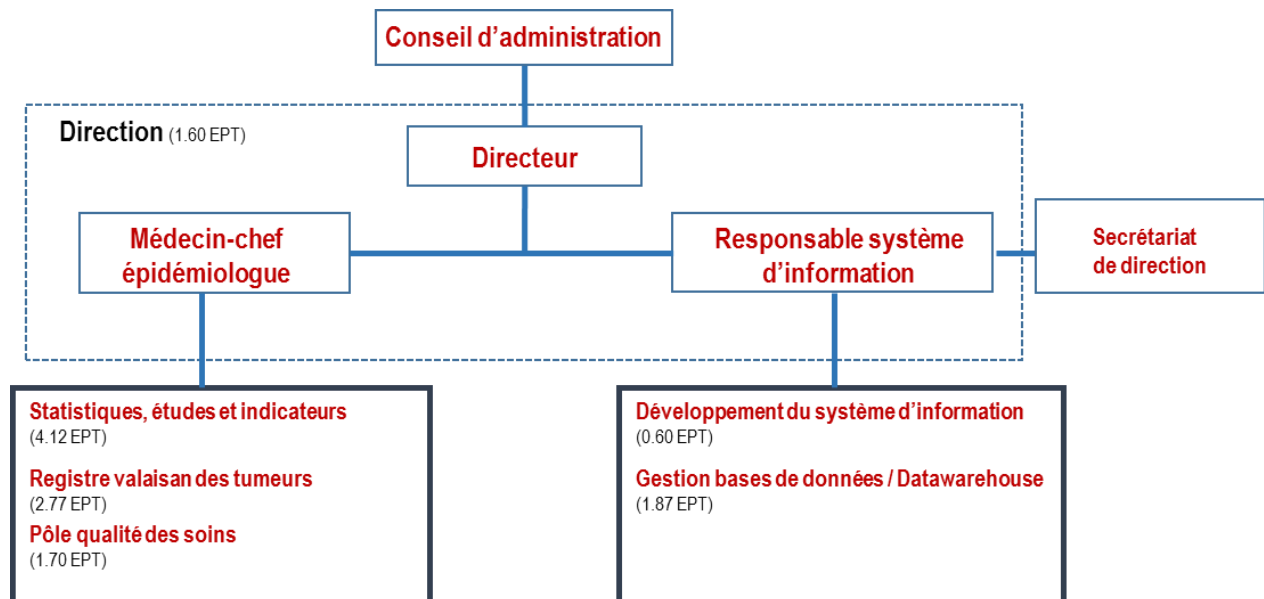 Conseil d’administration
Direction (1.60 EPT)
Directeur
Médecin-chef
épidémiologue
Responsable système
d’information
Secrétariat
de direction
Statistiques, études et indicateurs
(4.12 EPT)
Registre valaisan des tumeurs
(2.77 EPT)
Pôle qualité des soins
(1.70 EPT)
Développement du système d’information
(0.60 EPT)
Gestion bases de données / Datawarehouse
(1.87 EPT)